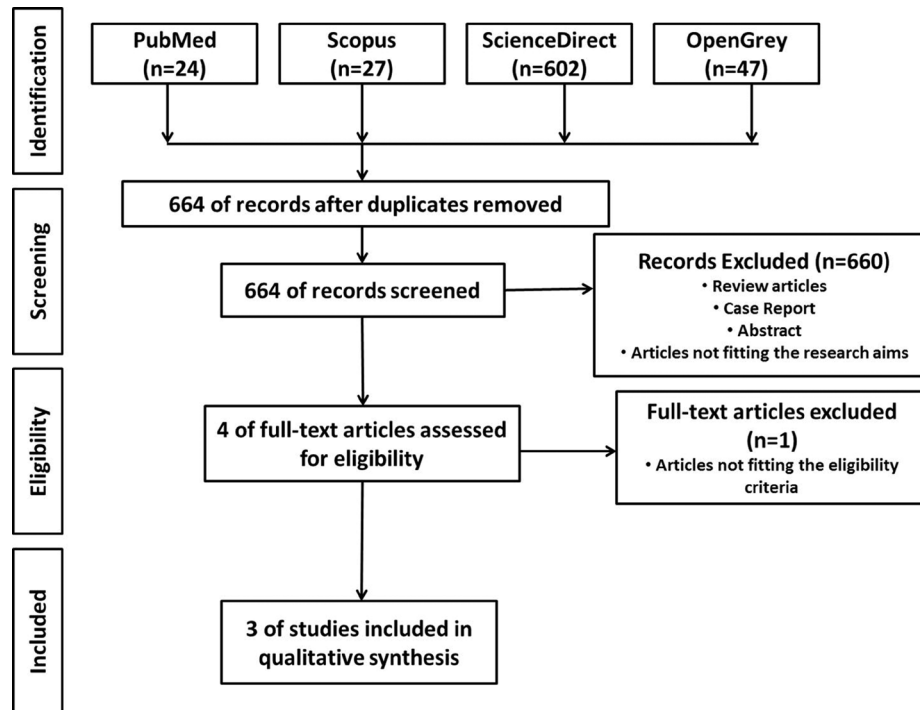 Identification
PubMed
(n=24)
Scopus
(n=27)
ScienceDirect
(n=602)
OpenGrey
(n=47)
Screening
664 of records after duplicates removed
664 of records screened
Records Excluded (n=660)
• Review articles
• Case Report
• Abstract
• Articles not fitting the research aims
Eligibility
4 of full-text articles assessed
for eligibility
Full-text articles excluded
(n=1)
• Articles not fitting the eligibility
criteria
Included
3 of studies included in
qualitative synthesis